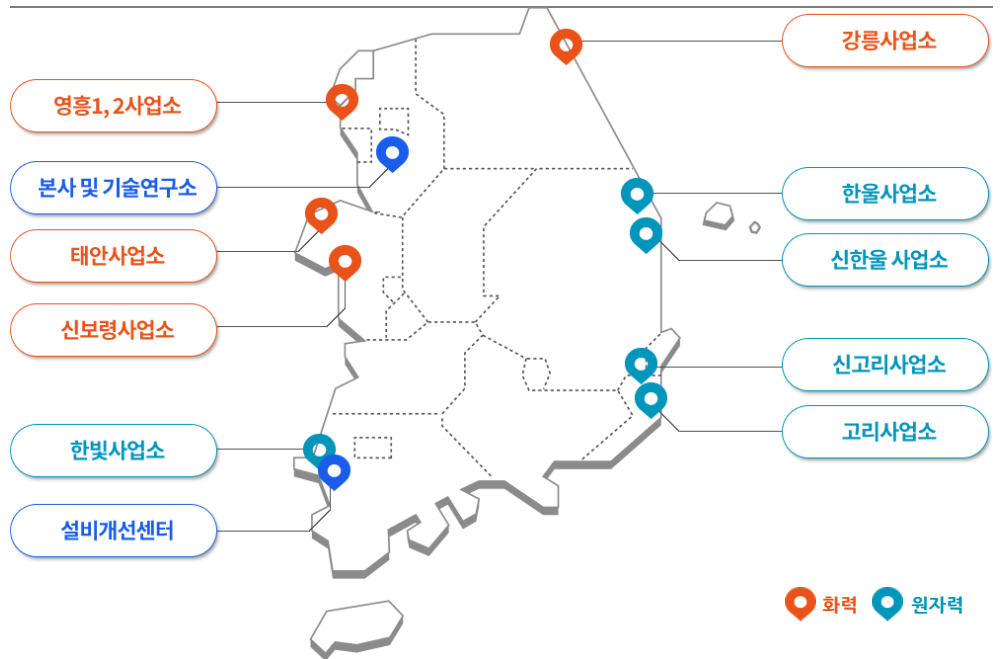 강릉사업소
영흥1, 2사업소
본사 및 기술연구소
한울사업소
태안사업소
신한울 사업소
신보령사업소
신고리사업소
고리사업소
한빛사업소
설비개선센터
화력
원자력